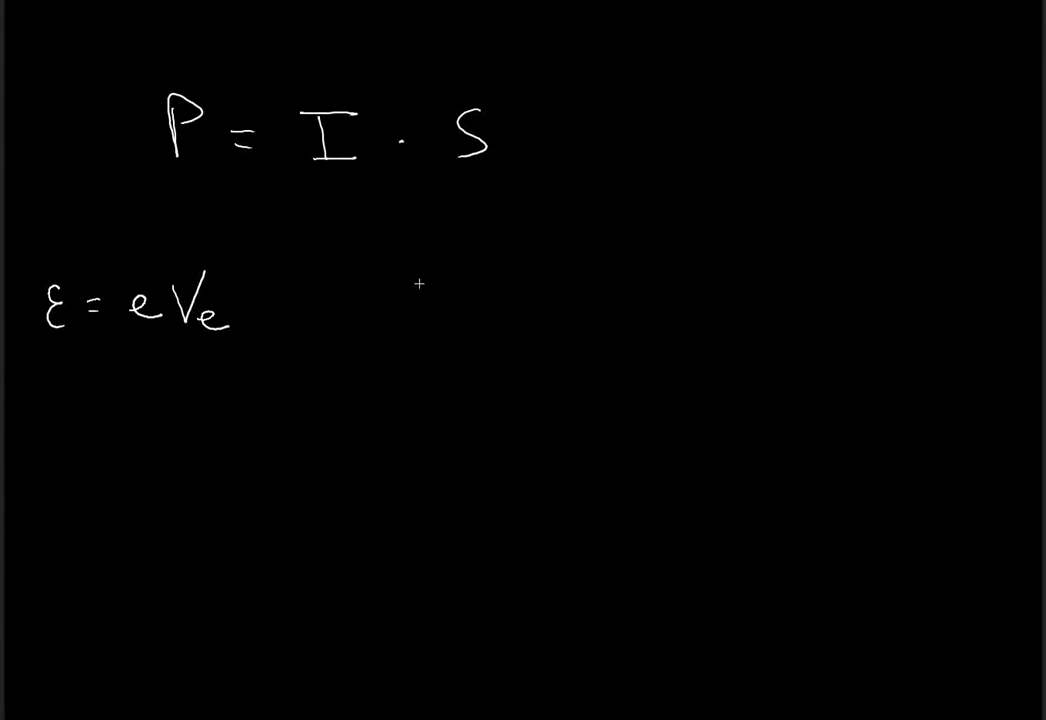 P = I · S
ε = eVe